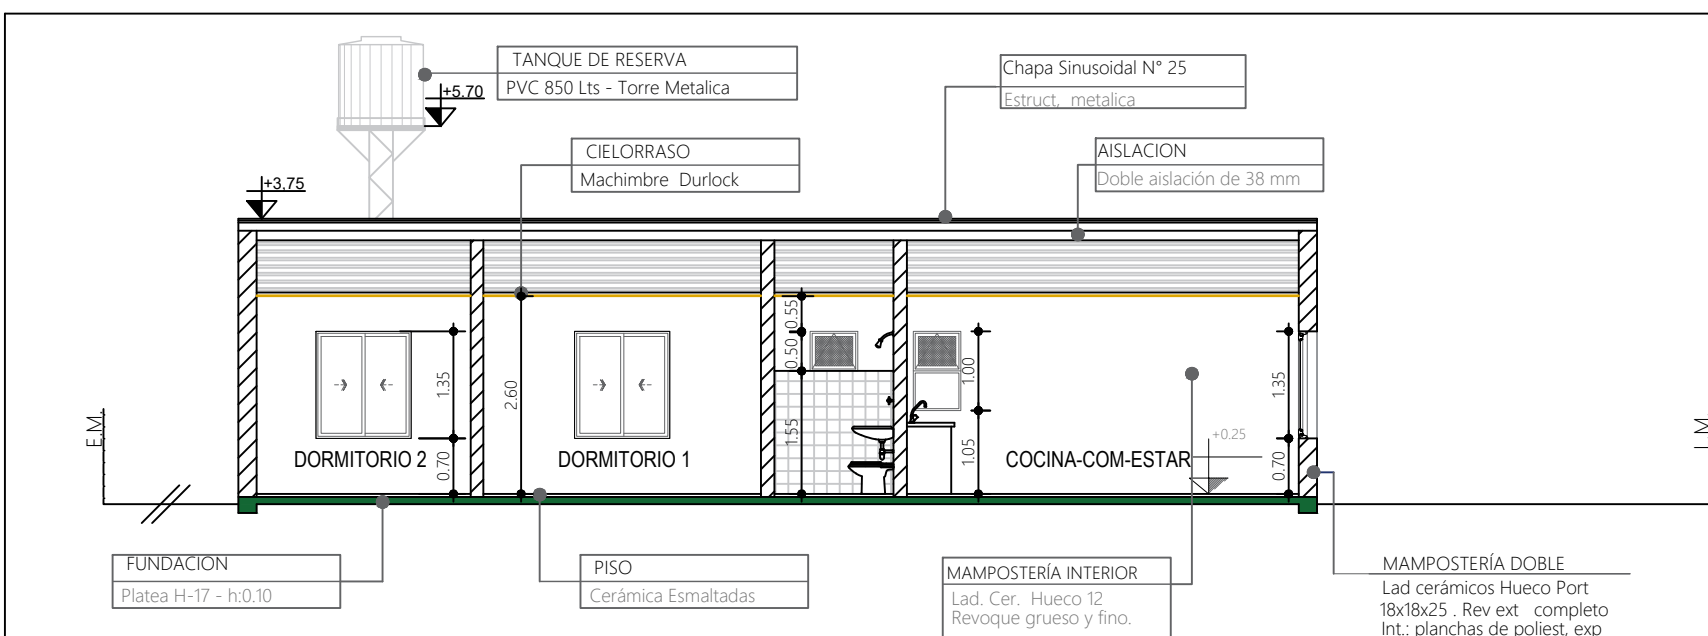 TANQUE DE RESERVA
PVC 850 Lts - Torre Metalica
+5.70
Chapa Sinusoidal N° 25
Estruct, metalica
CIELORRASO
Machimbre Durlock
AISLACION
Doble aislación de 38 mm
+3,75
0.55
0.50
1.55
1.35
0.70
2.60
1.00
1.05
1.35
0.70
+0.25
E.M.
DORMITORIO 2
DORMITORIO 1
COCINA-COM-ESTAR
FUNDACION
Platea H-17 - h:0.10
PISO
Cerámica Esmaltadas
MAMPOSTERÍA INTERIOR
Lad. Cer. Hueco 12
Revoque grueso y fino.
MAMPOSTERÍA DOBLE
Lad cerámicos Hueco Port
18x18x25 . Rev ext completo
Int.: planchas de poliest, exp